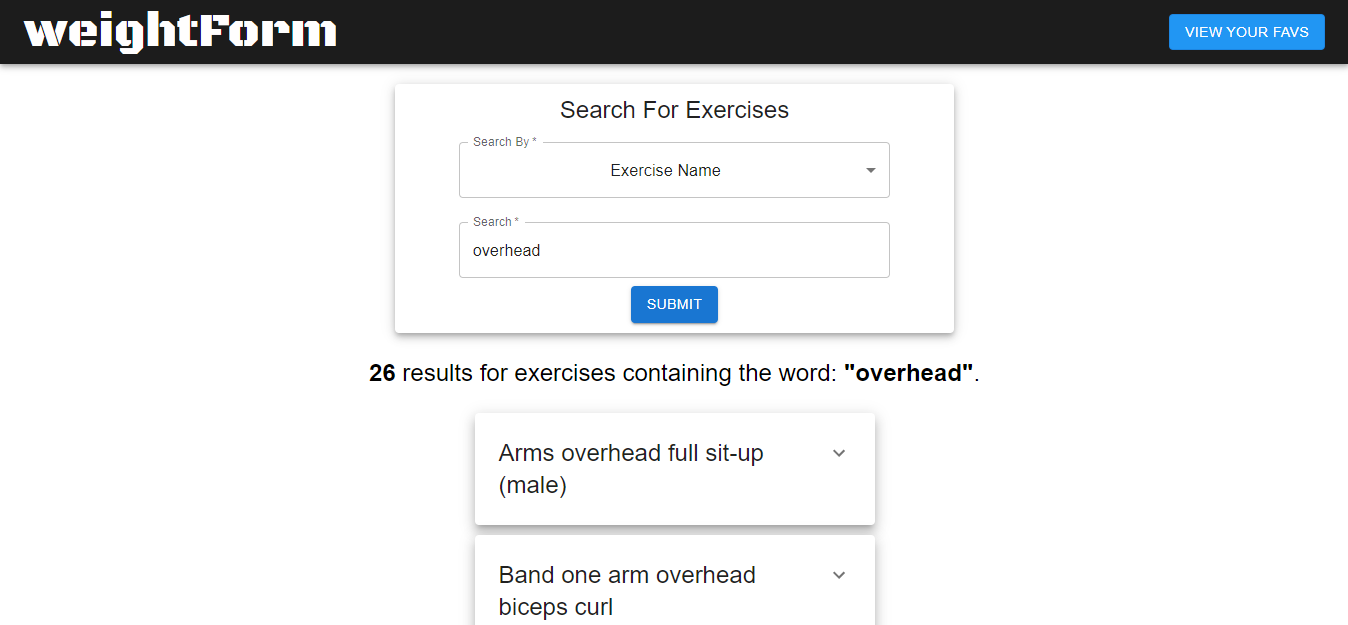 weightForm
VIEW YOUR FAVS
Search For Exercises
Search By *
Exercise Name
Search *
overhead
SUBMIT
26 results for exercises containing the word: "overhead".
Arms overhead full sit-up
(male)
Band one arm overhead
biceps curl